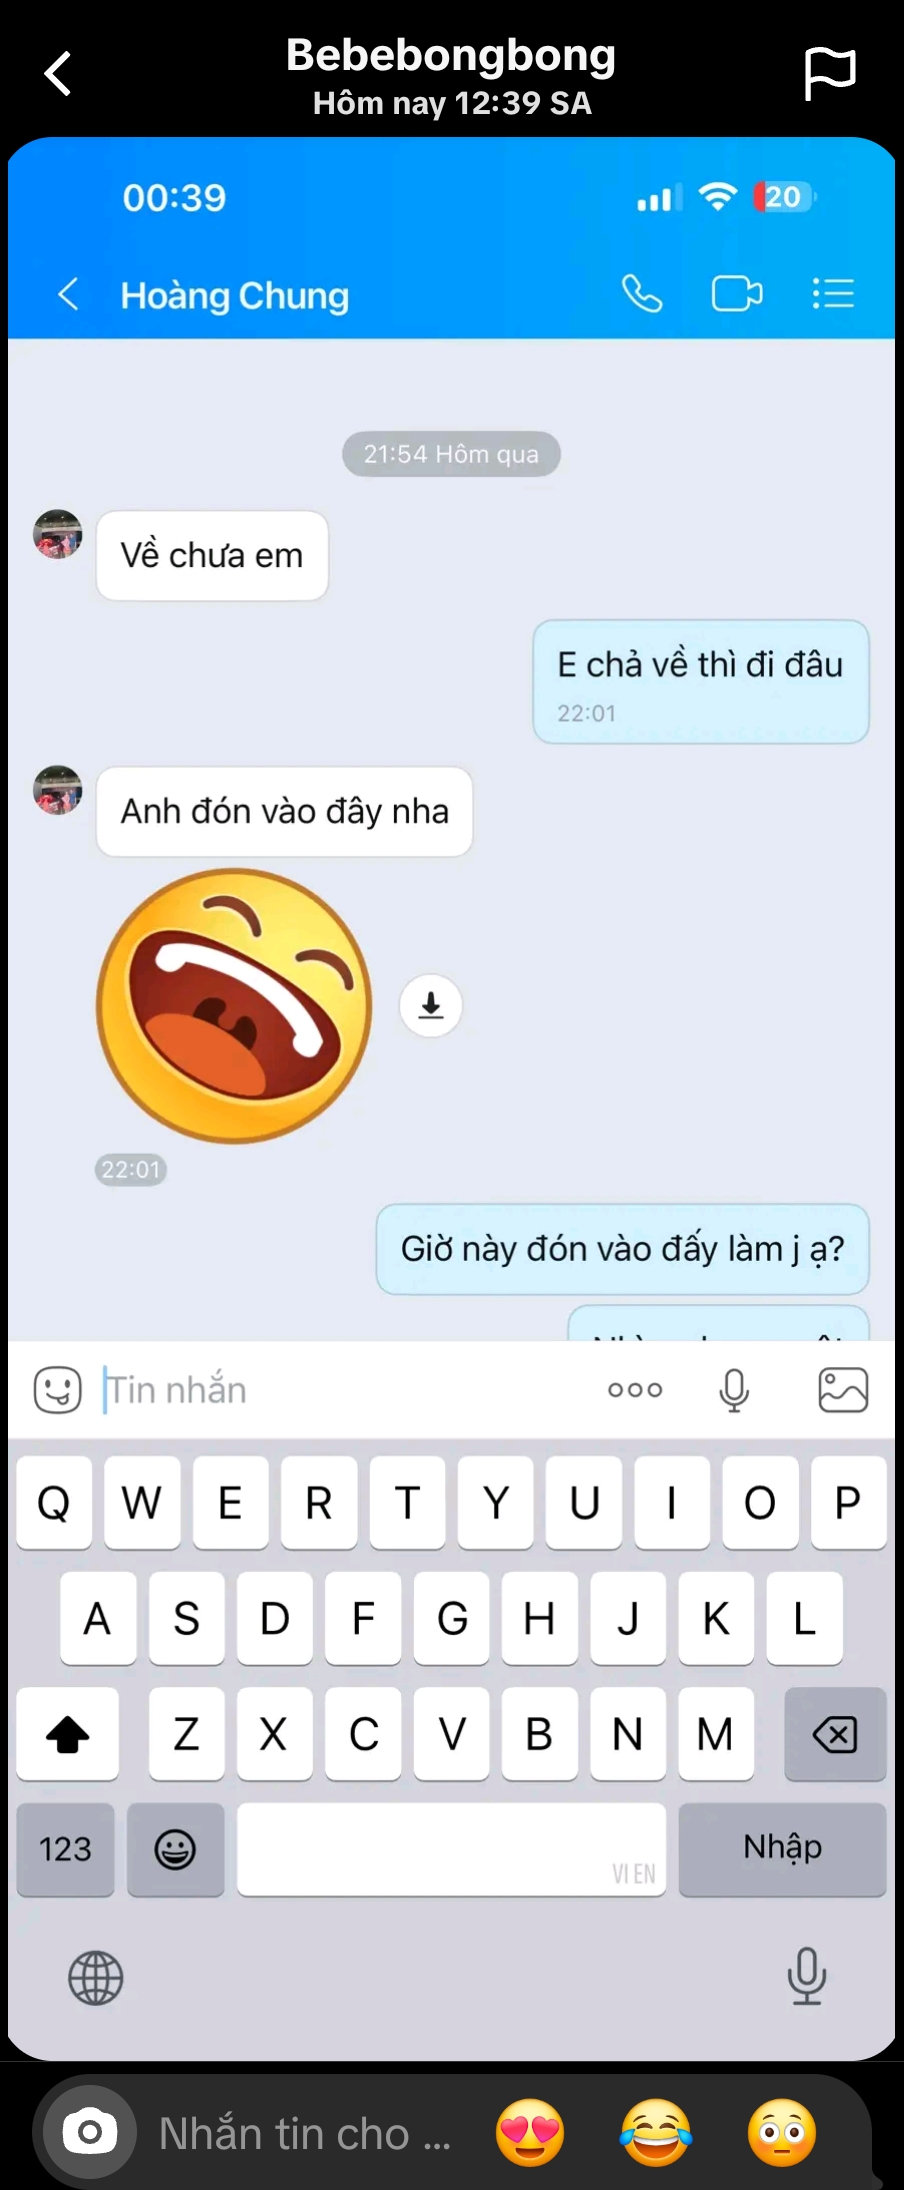 Bebebongbong
Hôm nay 12:39 SA
00:39
20
Hoàng Chung
21:54 Hôm qua
Về chưa em
E chả về thì đi đâu
22:01
Anh đón vào đây nha
22:01
Giờ này đón vào đấy làm j ạ?
Tin nhắn
Q W E R T Y U I O P
A S D F G H J K L
Z X C V B N M
123
VI EN
Nhập
Nhắn tin cho ...